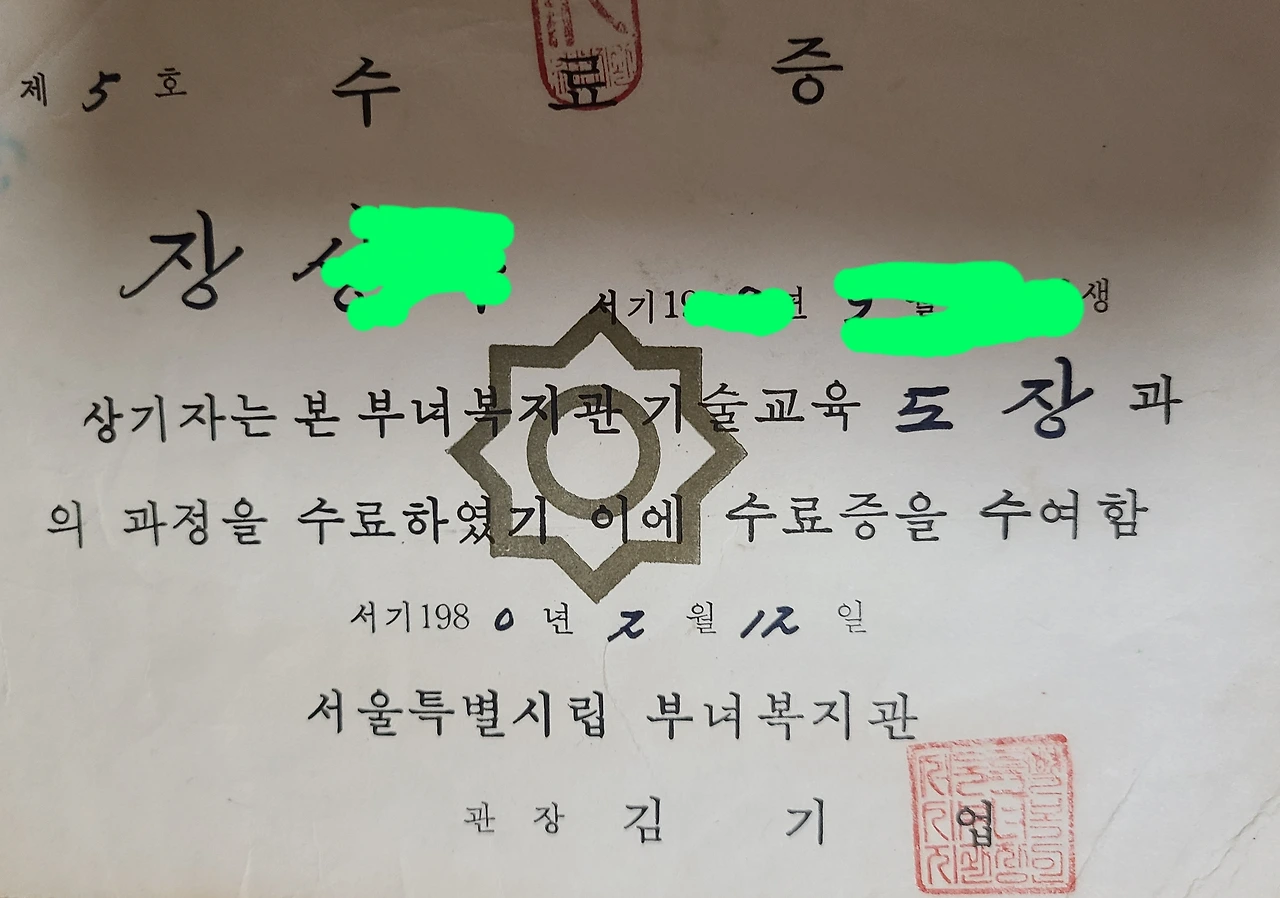 제 5 호 수 료 증
장
서기19 년 월 생
상기자는 본 부녀복지관 기술교육 도 장 과
의 과정을 수료하였기 이에 수료증을 수여함
서기198 0 년 2 월 12 일
서울특별시립 부녀복지관
관 장 김 기 엽